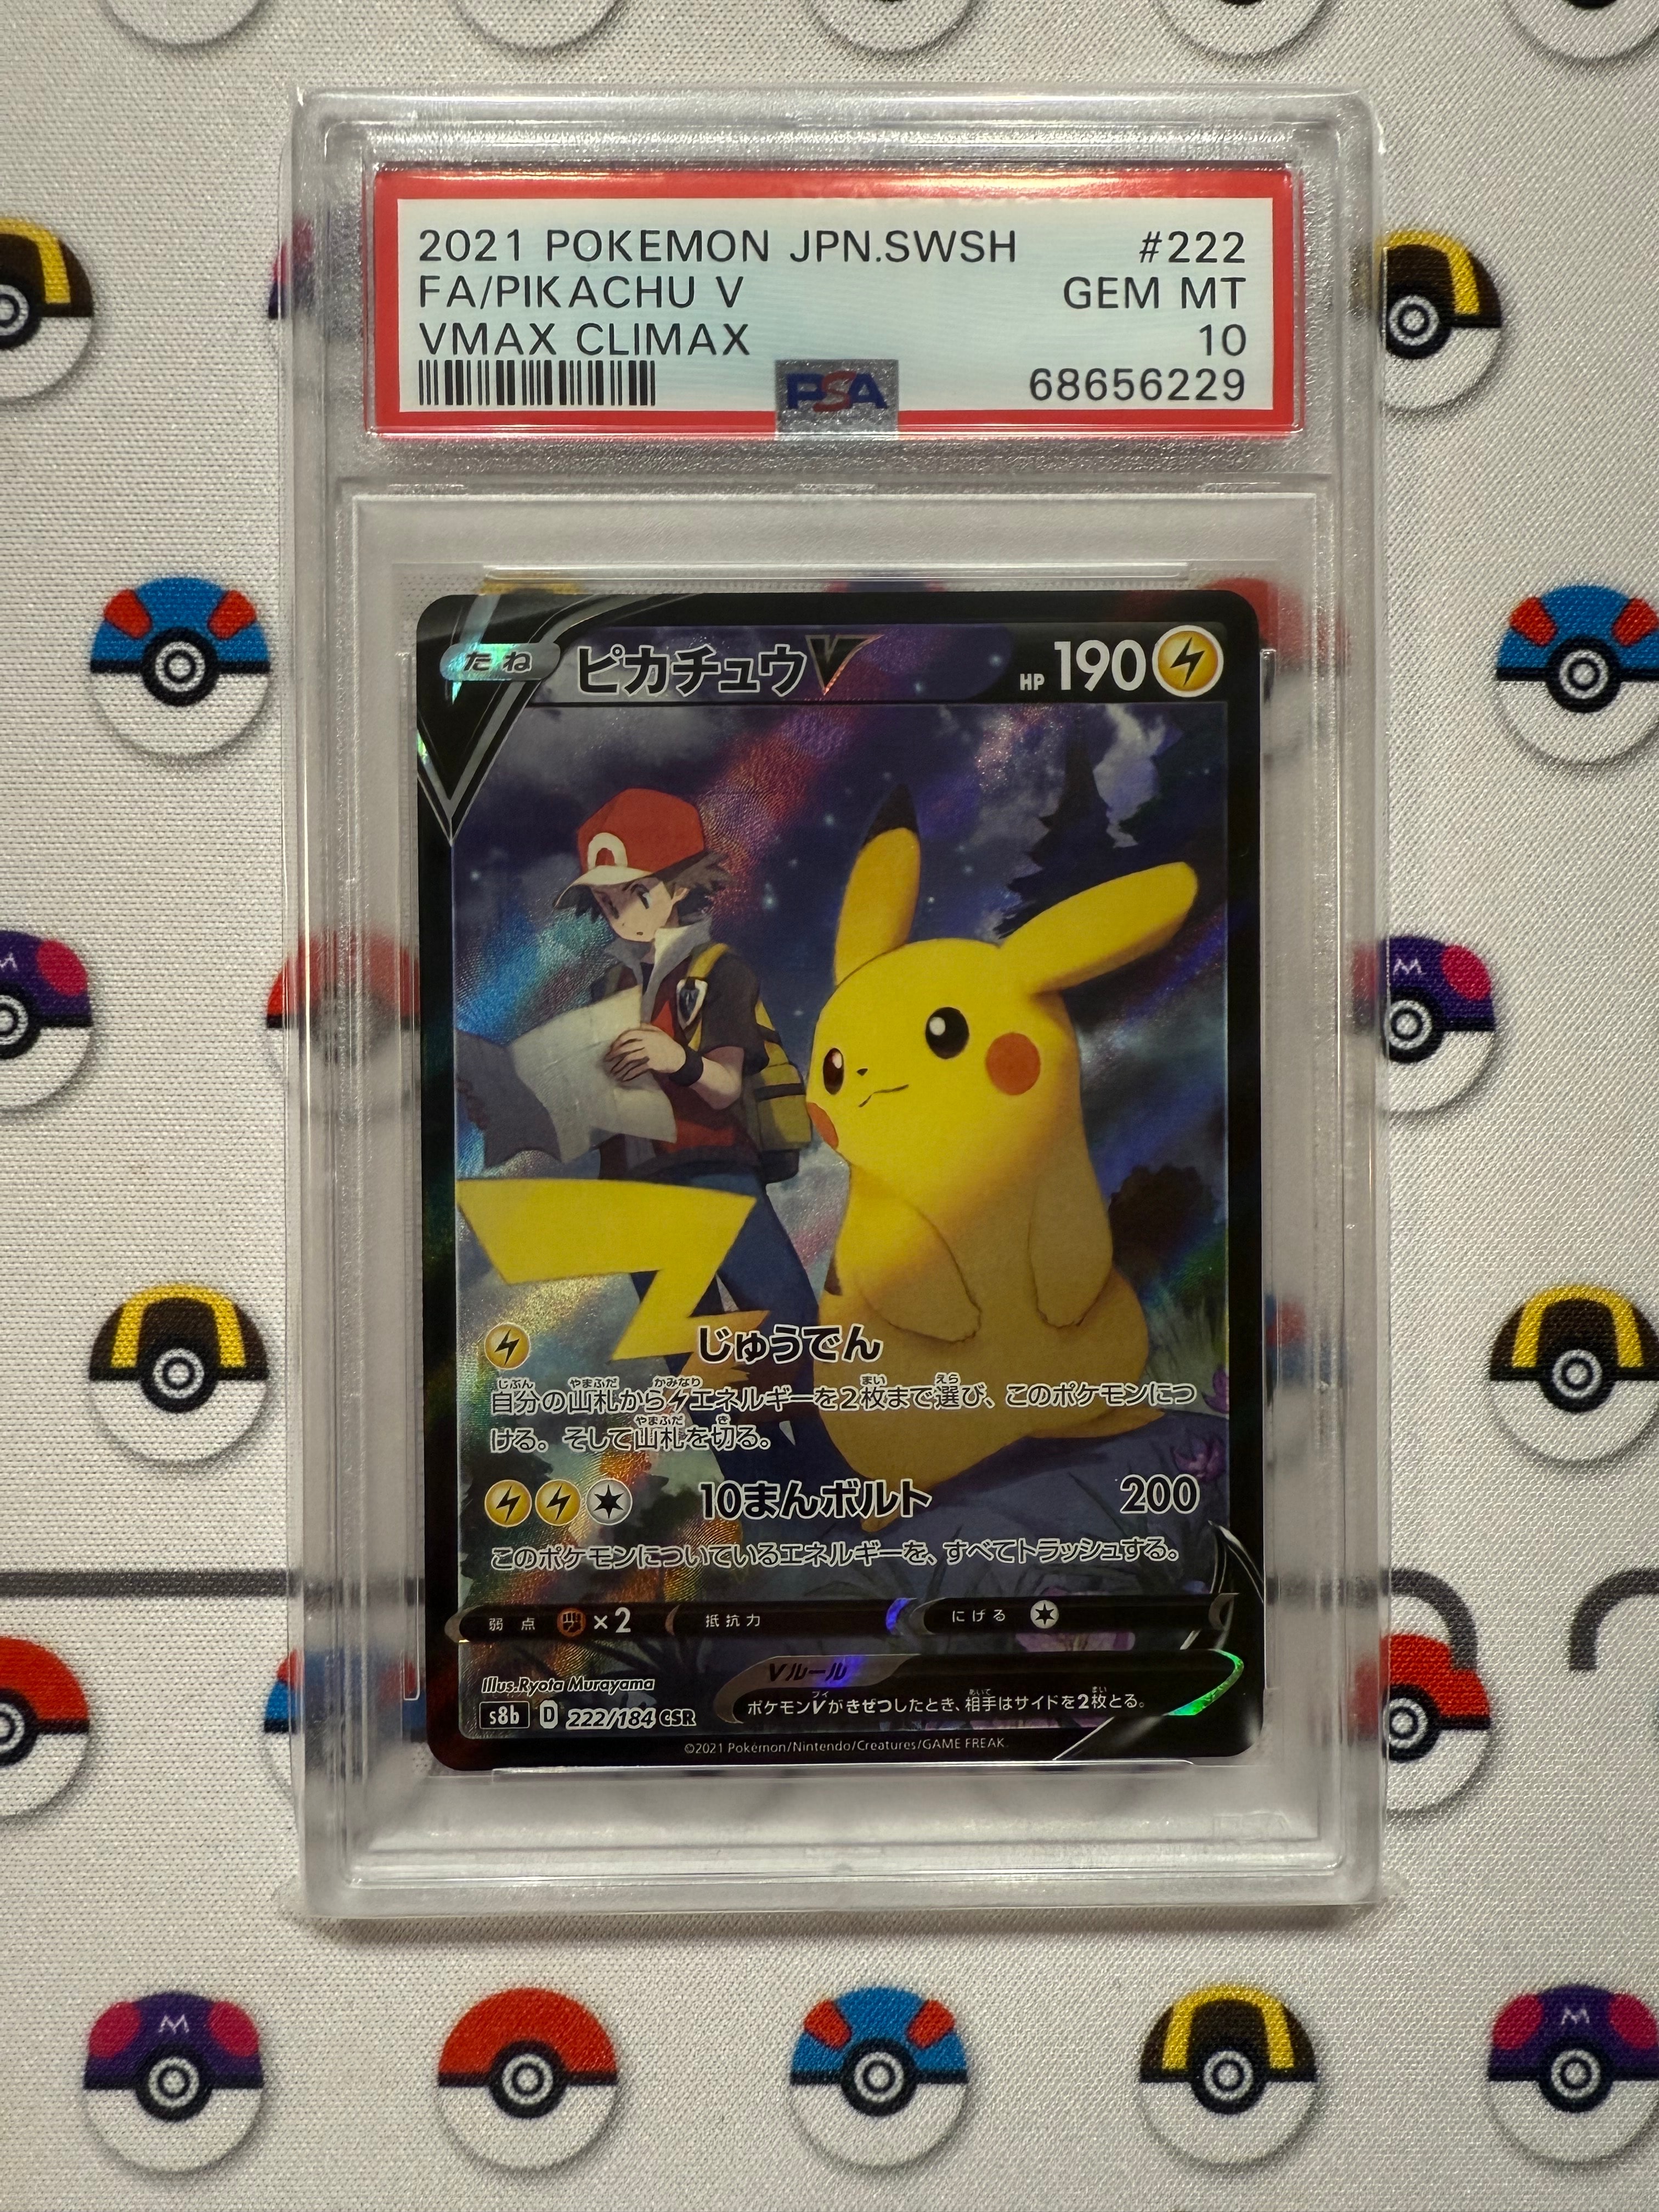 2021 POKEMON JPN.SWSH #222
FA/PIKACHU V GEM MT
VMAX CLIMAX 10
PSA 68656229
たね ピカチュウV HP 190
じゅうでん
自分の山札からエネルギーを2枚まで選び、このポケモンにつ
ける。そして山札を切る。
10まんボルト 200
このポケモンについているエネルギーを、すべてトラッシュする。
弱点 ×2 抵抗力 にげる
Vルール
Illus.Ryota Murayama
ポケモンVがきぜつしたとき、相手はサイドを2枚とる。
s8b D 222/184 CSR
©2021 Pokémon/Nintendo/Creatures/GAME FREAK.
M
M
M
M